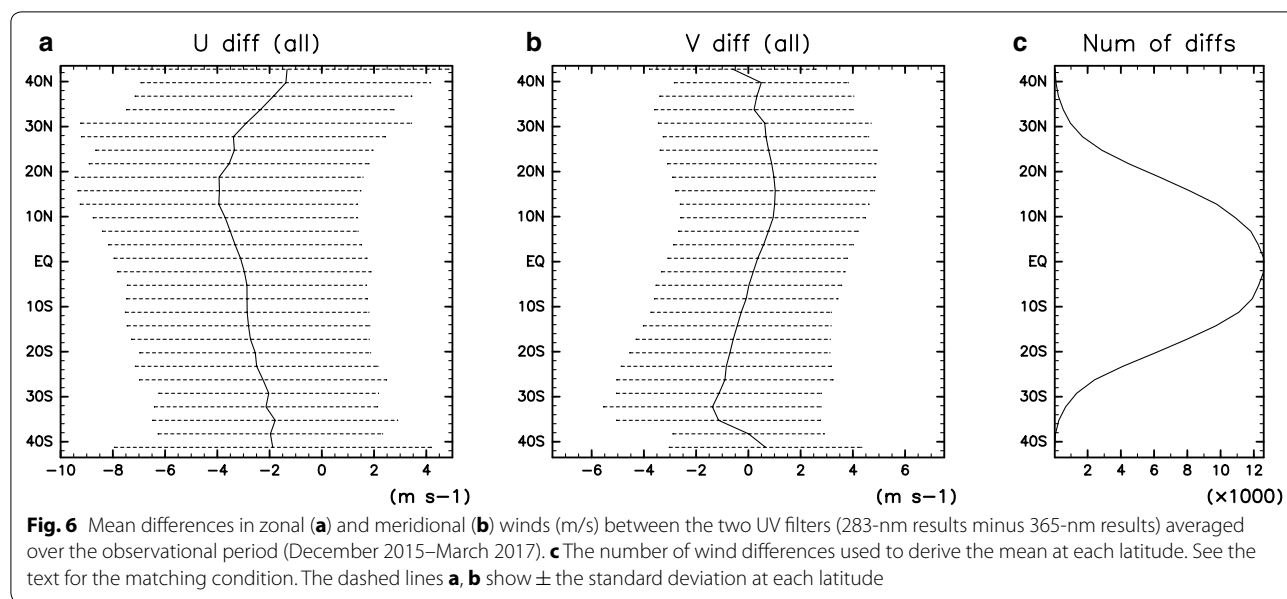 a U diff (all)
b V diff (all)
c Num of diffs
40N
30N
20N
10N
EQ
10S
20S
30S
40S
-10 -8 -6 -4 -2 0 2 4
(m s-1)
40N
30N
20N
10N
EQ
10S
20S
30S
40S
-6 -4 -2 0 2 4 6
(m s-1)
40N
30N
20N
10N
EQ
10S
20S
30S
40S
0 2 4 6 8 10 12
(×1000)
Fig. 6 Mean differences in zonal (a) and meridional (b) winds (m/s) between the two UV filters (283-nm results minus 365-nm results) averaged
over the observational period (December 2015–March 2017). c The number of wind differences used to derive the mean at each latitude. See the
text for the matching condition. The dashed lines a, b show ± the standard deviation at each latitude